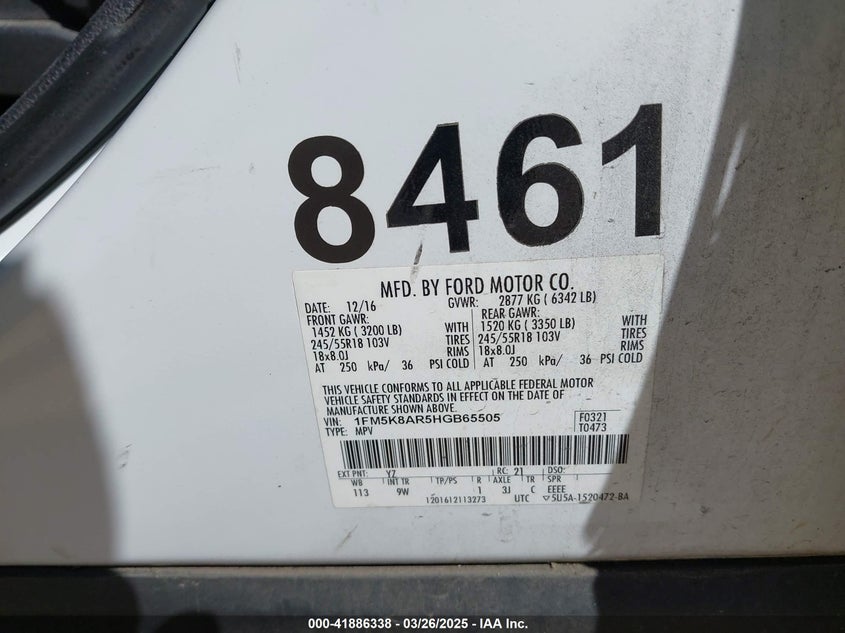 8461
MFD. BY FORD MOTOR CO.
DATE: 12/16 GVWR: 2877 KG ( 6342 LB)
FRONT GAWR: REAR GAWR:
1452 KG ( 3200 LB) WITH 1520 KG ( 3350 LB) WITH
245/55R18 103V TIRES 245/55R18 103V TIRES
18x8.0J RIMS 18x8.0J RIMS
AT 250 kPa/ 36 PSI COLD AT 250 kPa/ 36 PSI COLD
THIS VEHICLE CONFORMS TO ALL APPLICABLE FEDERAL MOTOR
VEHICLE SAFETY STANDARDS IN EFFECT ON THE DATE OF
MANUFACTURE SHOWN ABOVE.
VIN: 1FM5K8AR5HGB65505 F0321
TYPE: MPV T0473
EXT PNT: YZ RC: 21 DSO:
WB INT TR TP/PS R AXLE TR SPR
113 9W 1 3J C EEEE
1201612113273 UTC ▽5U5A-1520472-BA
000-41886338 - 03/26/2025 - IAA Inc.